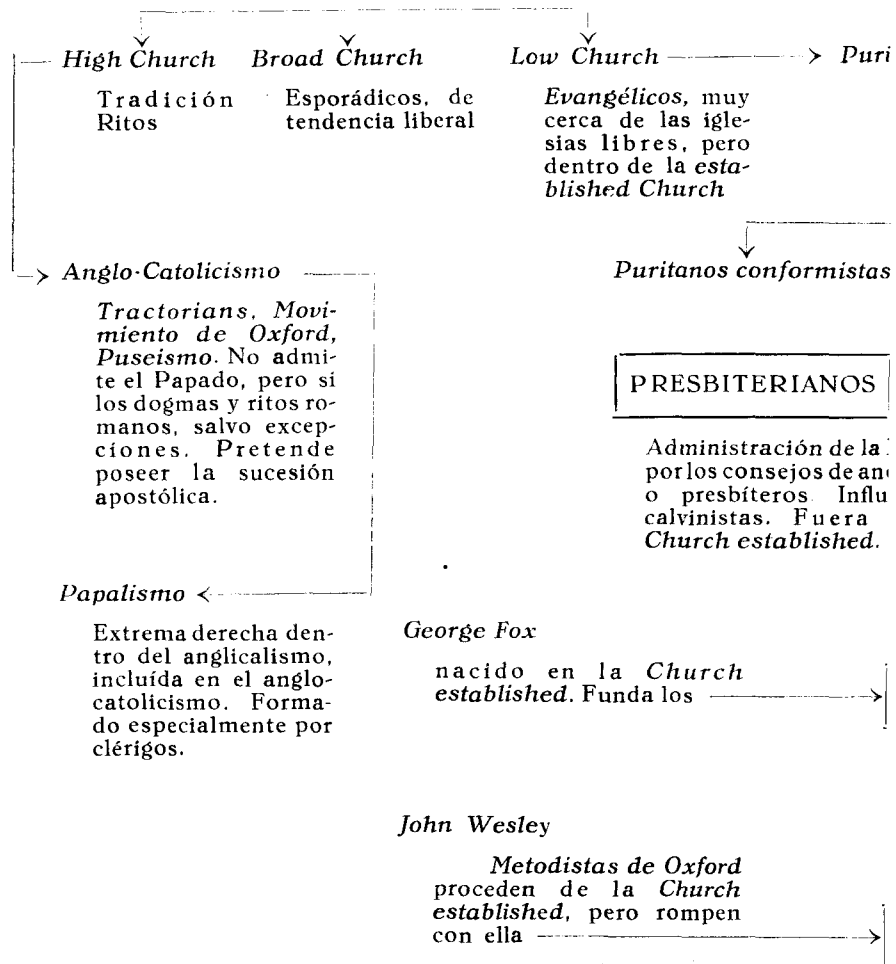 High Church Broad Church Low Church Puri
Tradición
Ritos
Esporádicos, de
tendencia liberal
Evangélicos, muy
cerca de las igle-
sias libres, pero
dentro de la esta-
blished Church
Anglo-Catolicismo
Puritanos conformistas
Tractorians, Movi-
miento de Oxford,
Puseismo. No admi-
te el Papado, pero sí
los dogmas y ritos ro-
manos, salvo excep-
ciones. Pretende
poseer la sucesión
apostólica.
PRESBITERIANOS
Administración de la
por los consejos de an
o presbíteros Influ
calvinistas. Fuera
Church established.
Papalismo
Extrema derecha den-
tro del anglicalismo,
incluída en el anglo-
catolicismo. Forma-
do especialmente por
clérigos.
George Fox
nacido en la Church
established. Funda los
John Wesley
Metodistas de Oxford
proceden de la Church
established, pero rompen
con ella